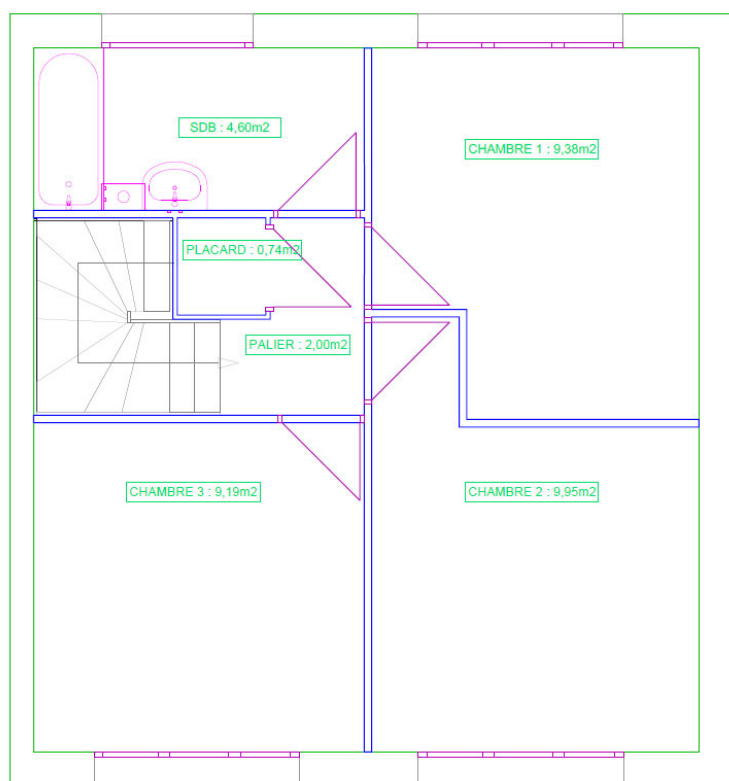 SDB : 4,60m2
CHAMBRE 1 : 9,38m2
PLACARD : 0,74m2
PALIER : 2,00m2
CHAMBRE 3 : 9,19m2
CHAMBRE 2 : 9,95m2